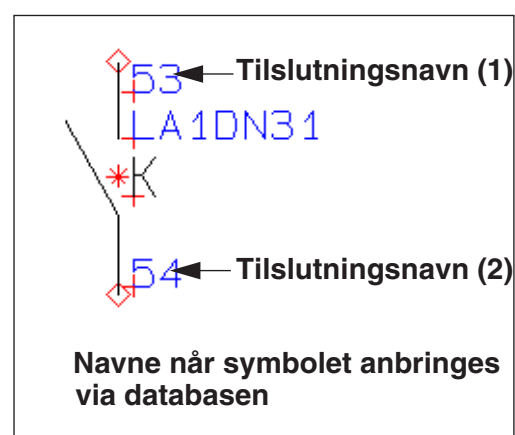 53 Tilslutningsnavn (1)
LA1DN31
K
54 Tilslutningsnavn (2)
Navne når symbolet anbringes
via databasen